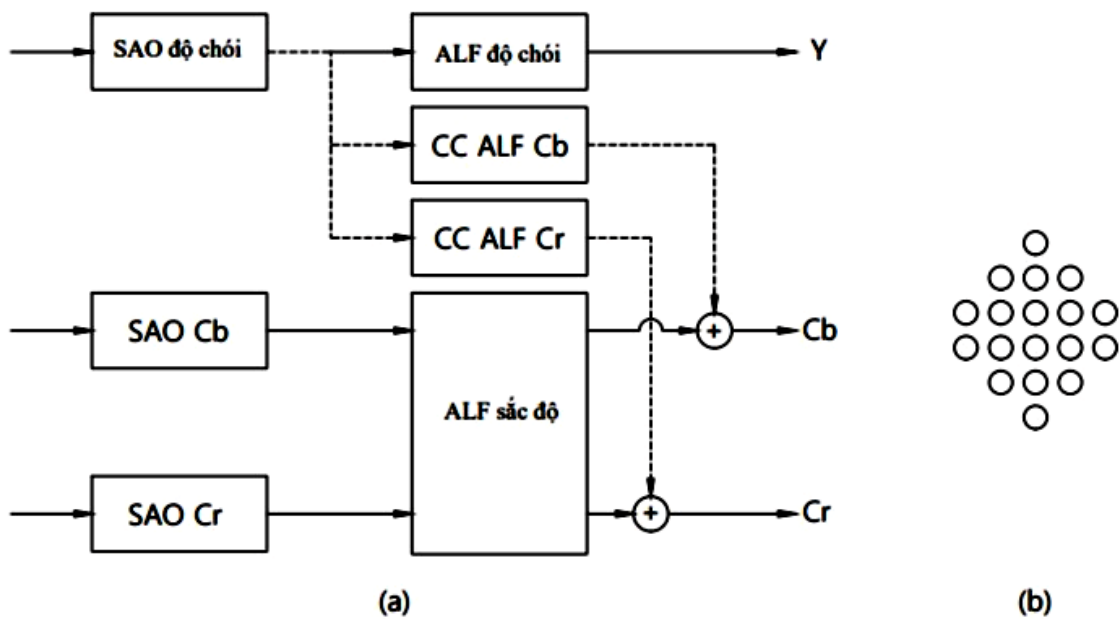 SAO độ chói
ALF độ chói
Y
CC ALF Cb
CC ALF Cr
SAO Cb
+
Cb
ALF sắc độ
SAO Cr
+
Cr
(a)
(b)